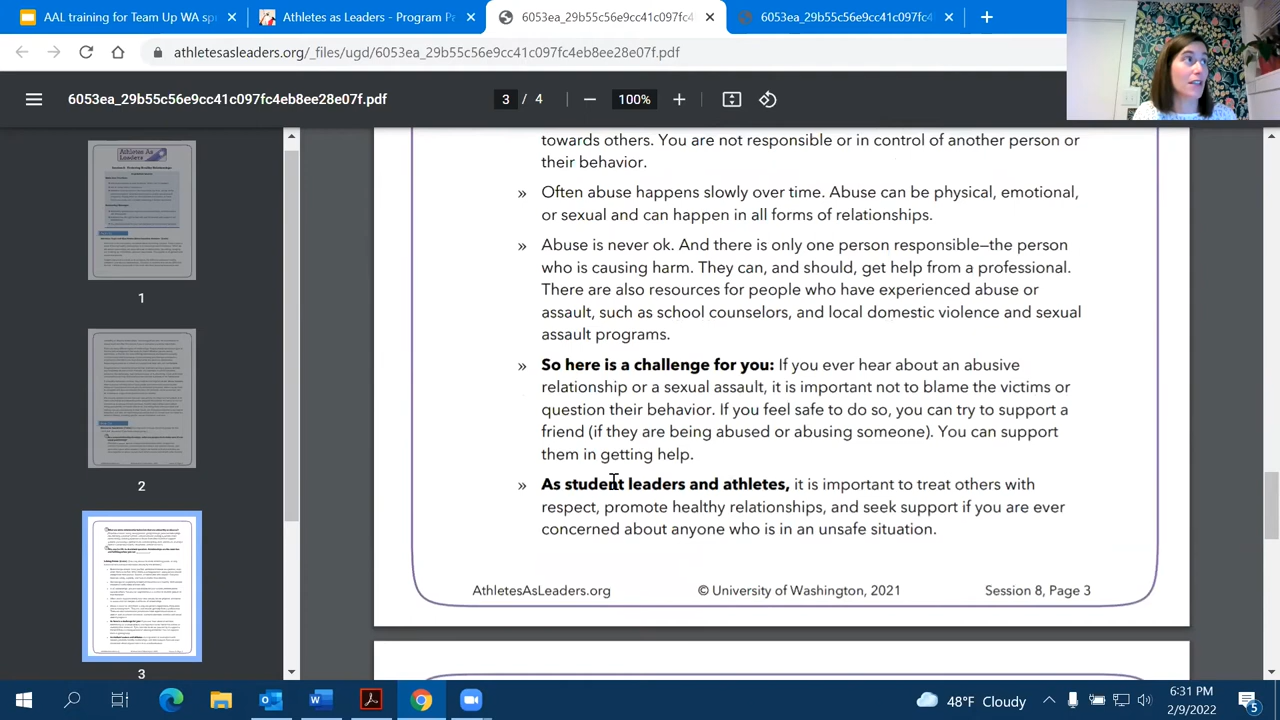 AAL training for Team Up WA sp
Athletes as Leaders - Program Pa
6053ea_29b55c56e9cc41c097fc4
6053ea_29b55c56e9cc41c097fc4
athletesasleaders.org/_files/ugd/6053ea_29b55c56e9cc41c097fc4eb8ee28e07f.pdf
6053ea_29b55c56e9cc41c097fc4eb8ee28e07f.pdf
3 / 4
100%
Athletes As Leaders
1
2
3
towards others. You are not responsible or in control of another person or
their behavior.
» Often abuse happens slowly over time. Abuse can be physical, emotional,
or sexual and can happen in all forms of relationships.
» Abuse is never ok. And there is only one person responsible—the person
who is causing harm. They can, and should, get help from a professional.
There are also resources for people who have experienced abuse or
assault, such as school counselors, and local domestic violence and sexual
assault programs.
» So here is a challenge for you: If you ever hear about an abusive
relationship or a sexual assault, it is important not to blame the victims or
question their behavior. If you feel safe to do so, you can try to support a
friend (if they are being abused or abusing someone). You can support
them in getting help.
» As student leaders and athletes, it is important to treat others with
respect, promote healthy relationships, and seek support if you are ever
concerned about anyone who is in an unsafe situation.
AthletesAsLeaders.org © University of Washington 2021 Session 8, Page 3
48°F Cloudy
6:31 PM
2/9/2022
5